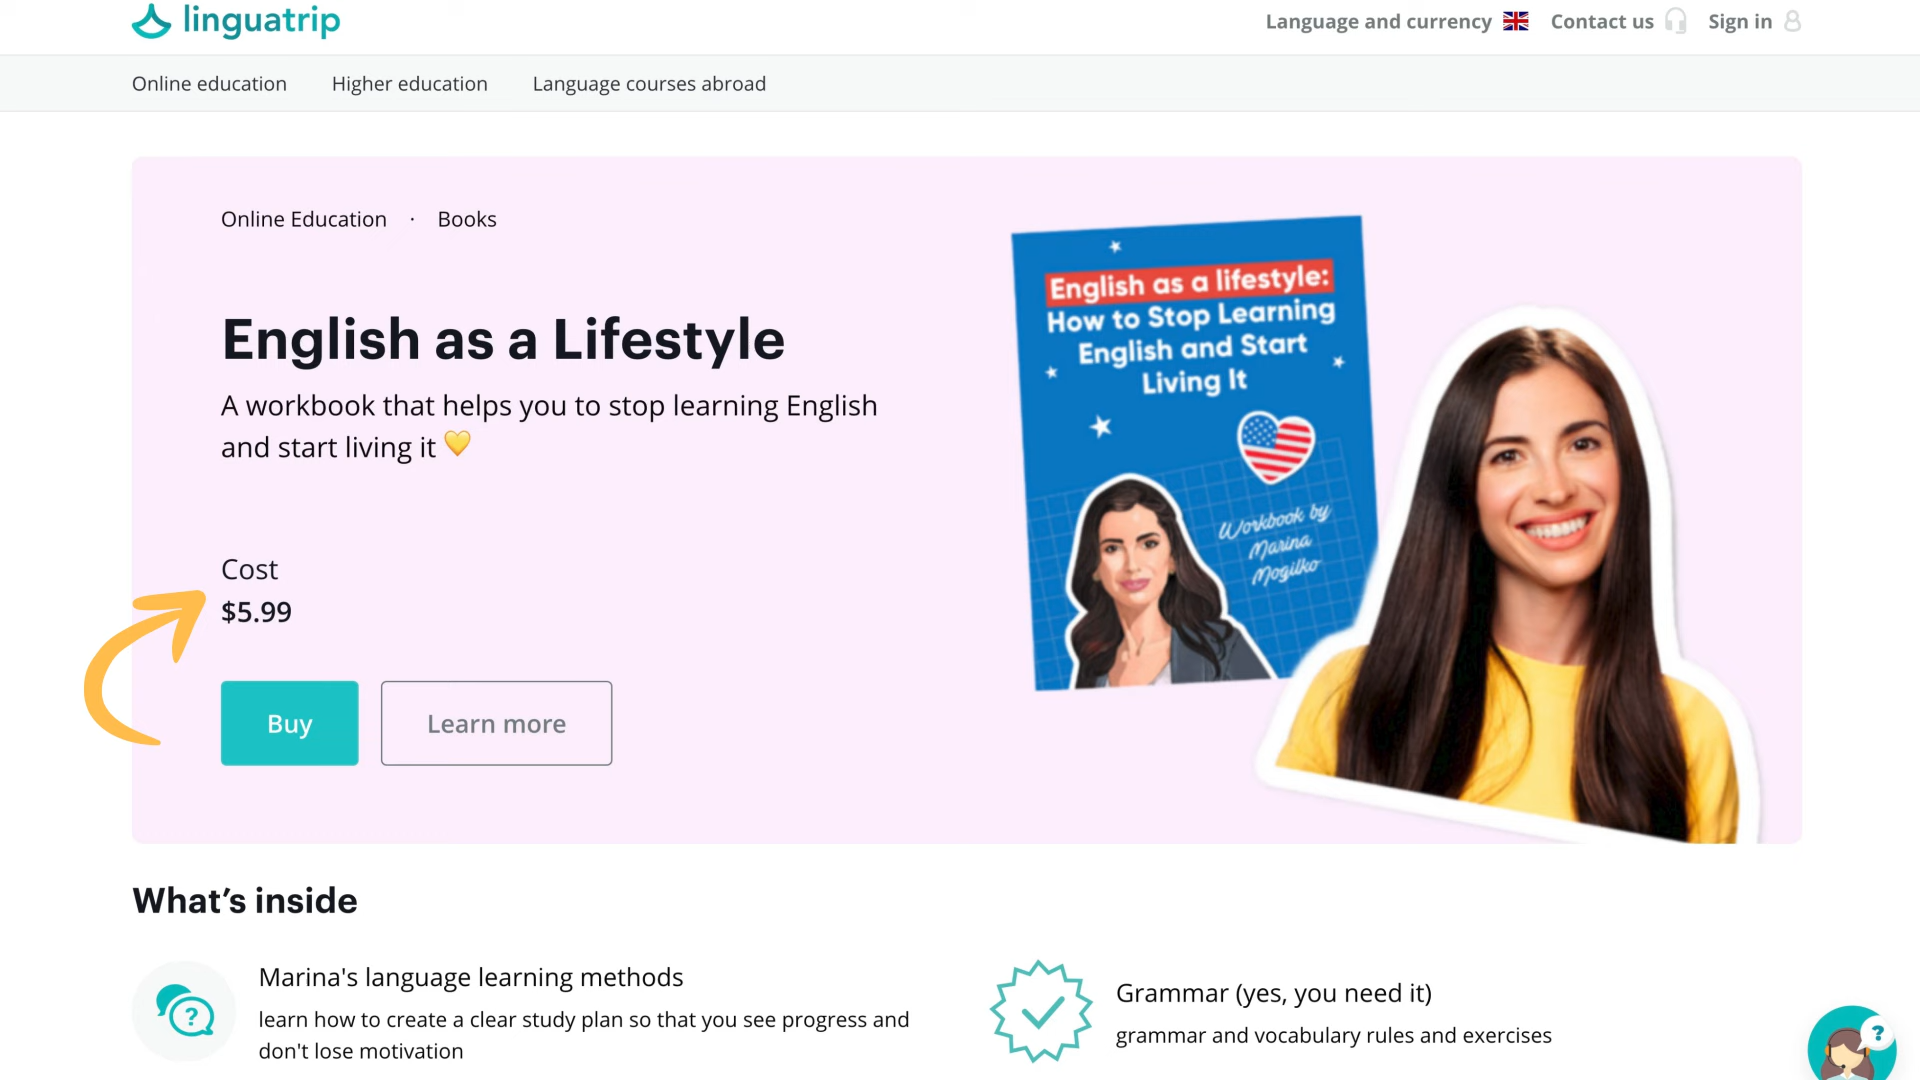 linguatrip
Language and currency
Contact us
Sign in
Online education
Higher education
Language courses abroad
Online Education · Books
English as a Lifestyle
A workbook that helps you to stop learning English
and start living it 💛
Cost
$5.99
Buy
Learn more
English as a lifestyle:
How to Stop Learning
English and Start
Living It
Workbook by
Marina
Mogilko
What's inside
Marina's language learning methods
learn how to create a clear study plan so that you see progress and
don't lose motivation
Grammar (yes, you need it)
grammar and vocabulary rules and exercises
?
?